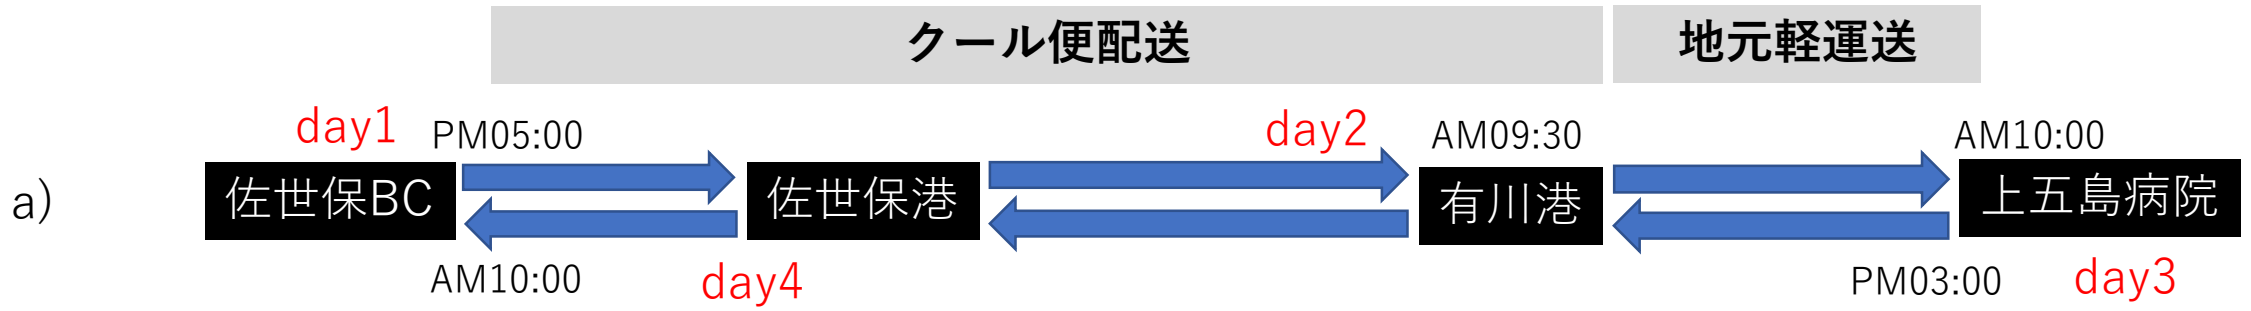 クール便配送 地元軽運送
day1 PM05:00 day2 AM09:30 AM10:00
a) 佐世保BC 佐世保港 有川港 上五島病院
AM10:00 day4 PM03:00 day3